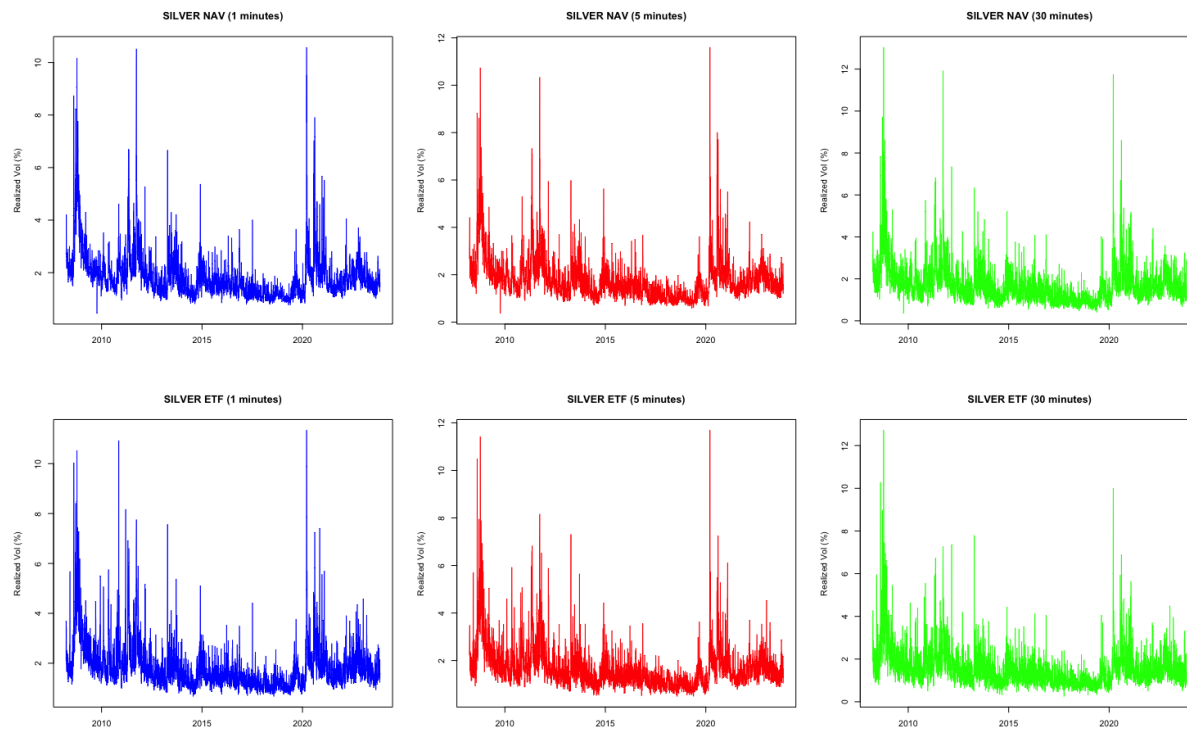 SILVER NAV (1 minutes)
Realized Vol (%)
10
8
6
4
2
2010 2015 2020
SILVER NAV (5 minutes)
Realized Vol (%)
12
10
8
6
4
2
0
2010 2015 2020
SILVER NAV (30 minutes)
Realized Vol (%)
12
10
8
6
4
2
0
2010 2015 2020
SILVER ETF (1 minutes)
Realized Vol (%)
10
8
6
4
2
2010 2015 2020
SILVER ETF (5 minutes)
Realized Vol (%)
12
10
8
6
4
2
2010 2015 2020
SILVER ETF (30 minutes)
Realized Vol (%)
12
10
8
6
4
2
0
2010 2015 2020